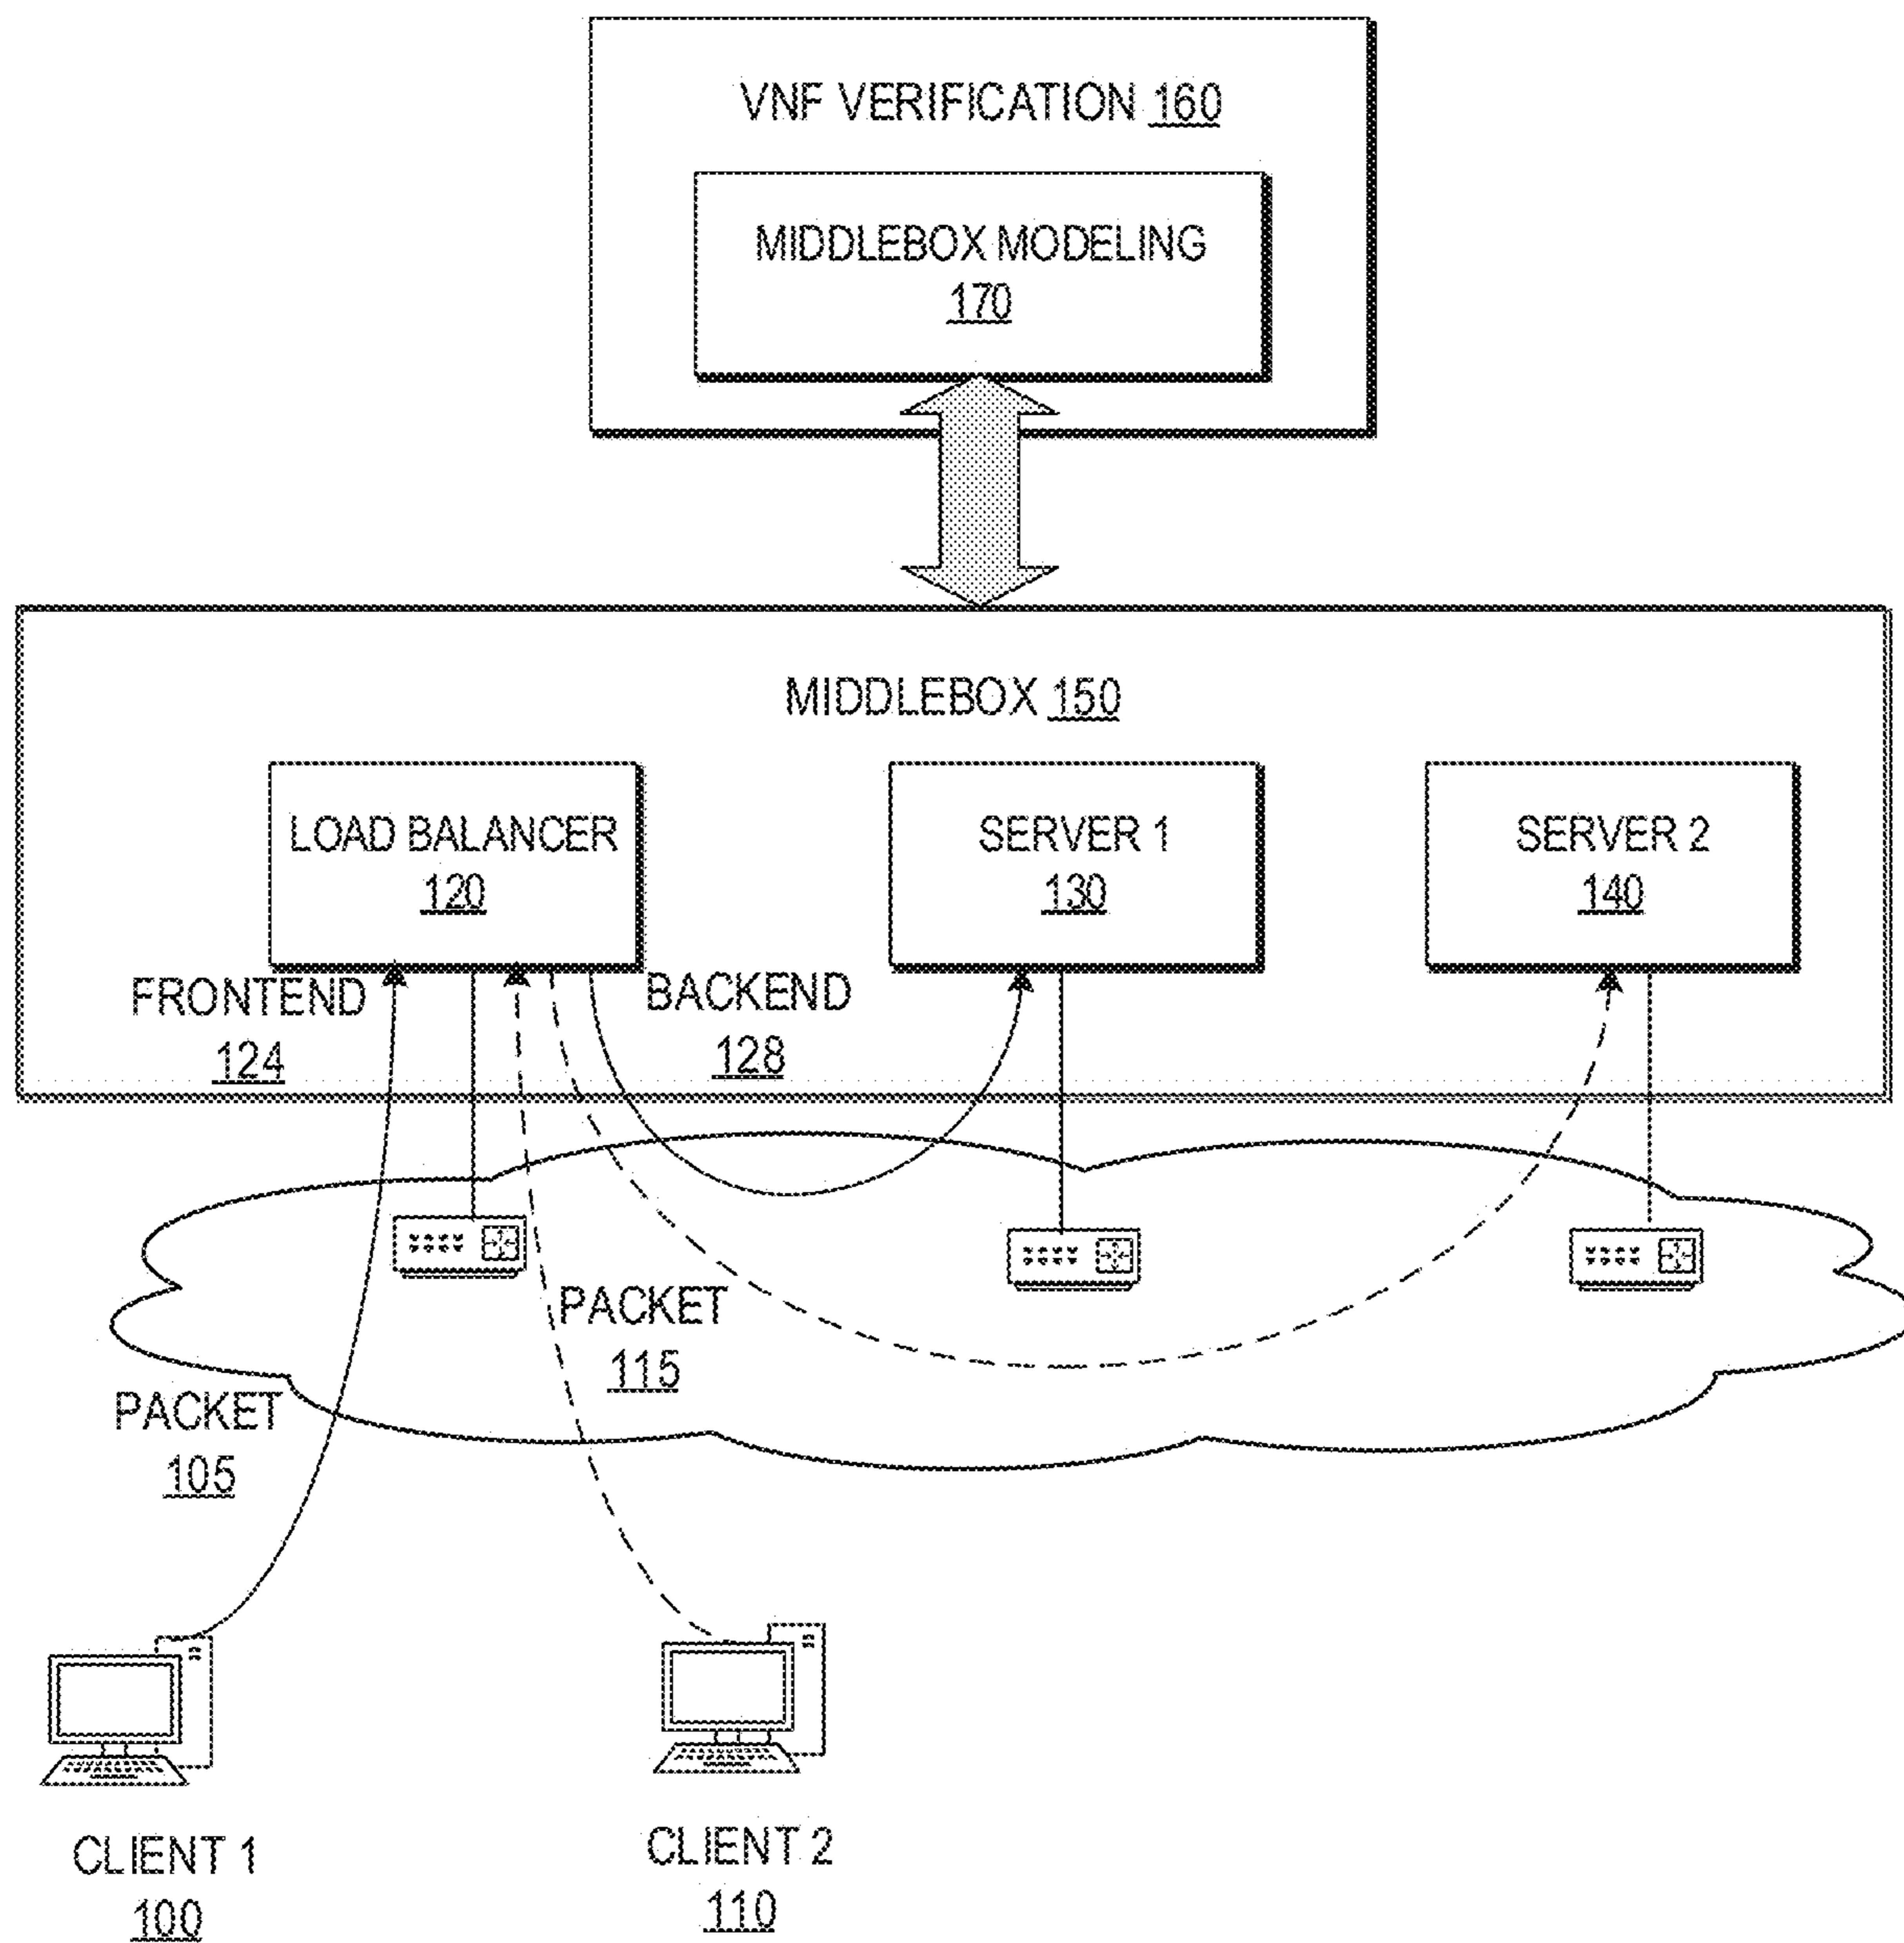 VNF VERIFICATION 160
MIDDLEBOX MODELING
170
MIDDLEBOX 150
LOAD BALANCER
120
SERVER 1
130
SERVER 2
140
FRONTEND
124
BACKEND
128
PACKET
115
PACKET
105
CLIENT 1
100
CLIENT 2
110